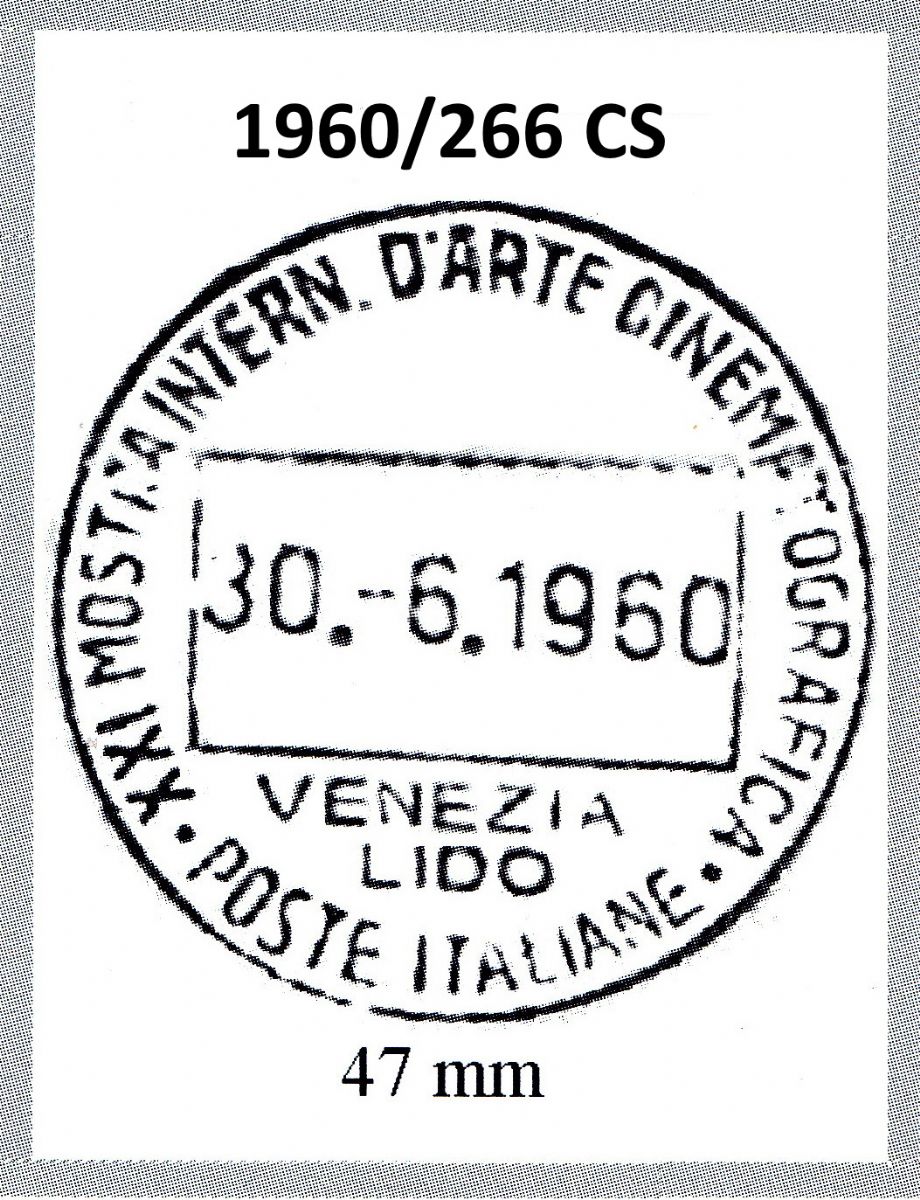 1960/266 CS
XXI MOSTRA INTERN. D'ARTE CINEMATOGRAFICA
30.-6.1960
VENEZIA
LIDO
• POSTE ITALIANE •
47 mm